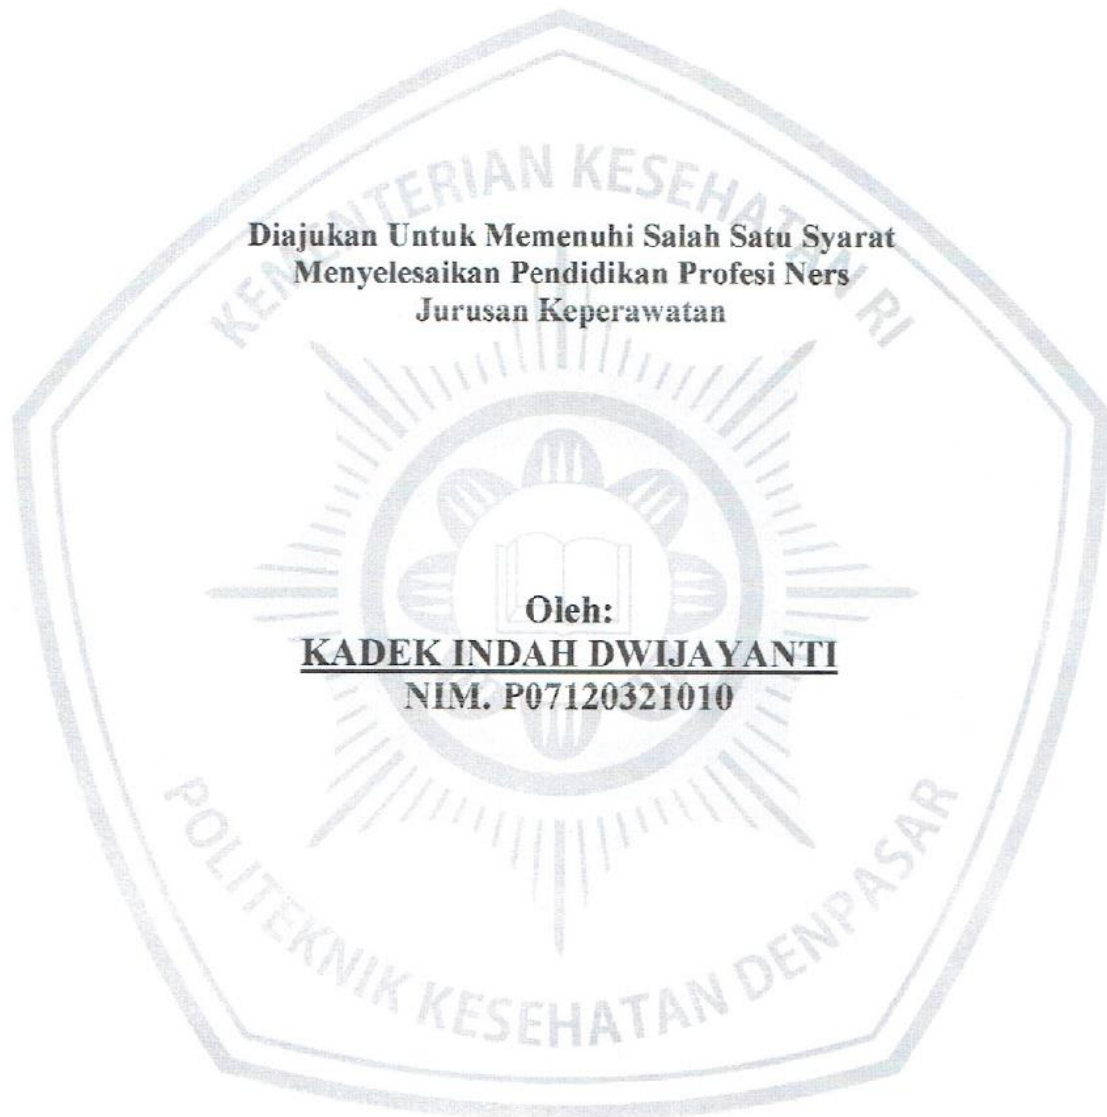 KEMENTERIAN KESEHATAN RI
Diajukan Untuk Memenuhi Salah Satu Syarat
Menyelesaikan Pendidikan Profesi Ners
Jurusan Keperawatan
Oleh:
KADEK INDAH DWIJAYANTI
NIM. P07120321010
POLITEKNIK KESEHATAN DENPASAR